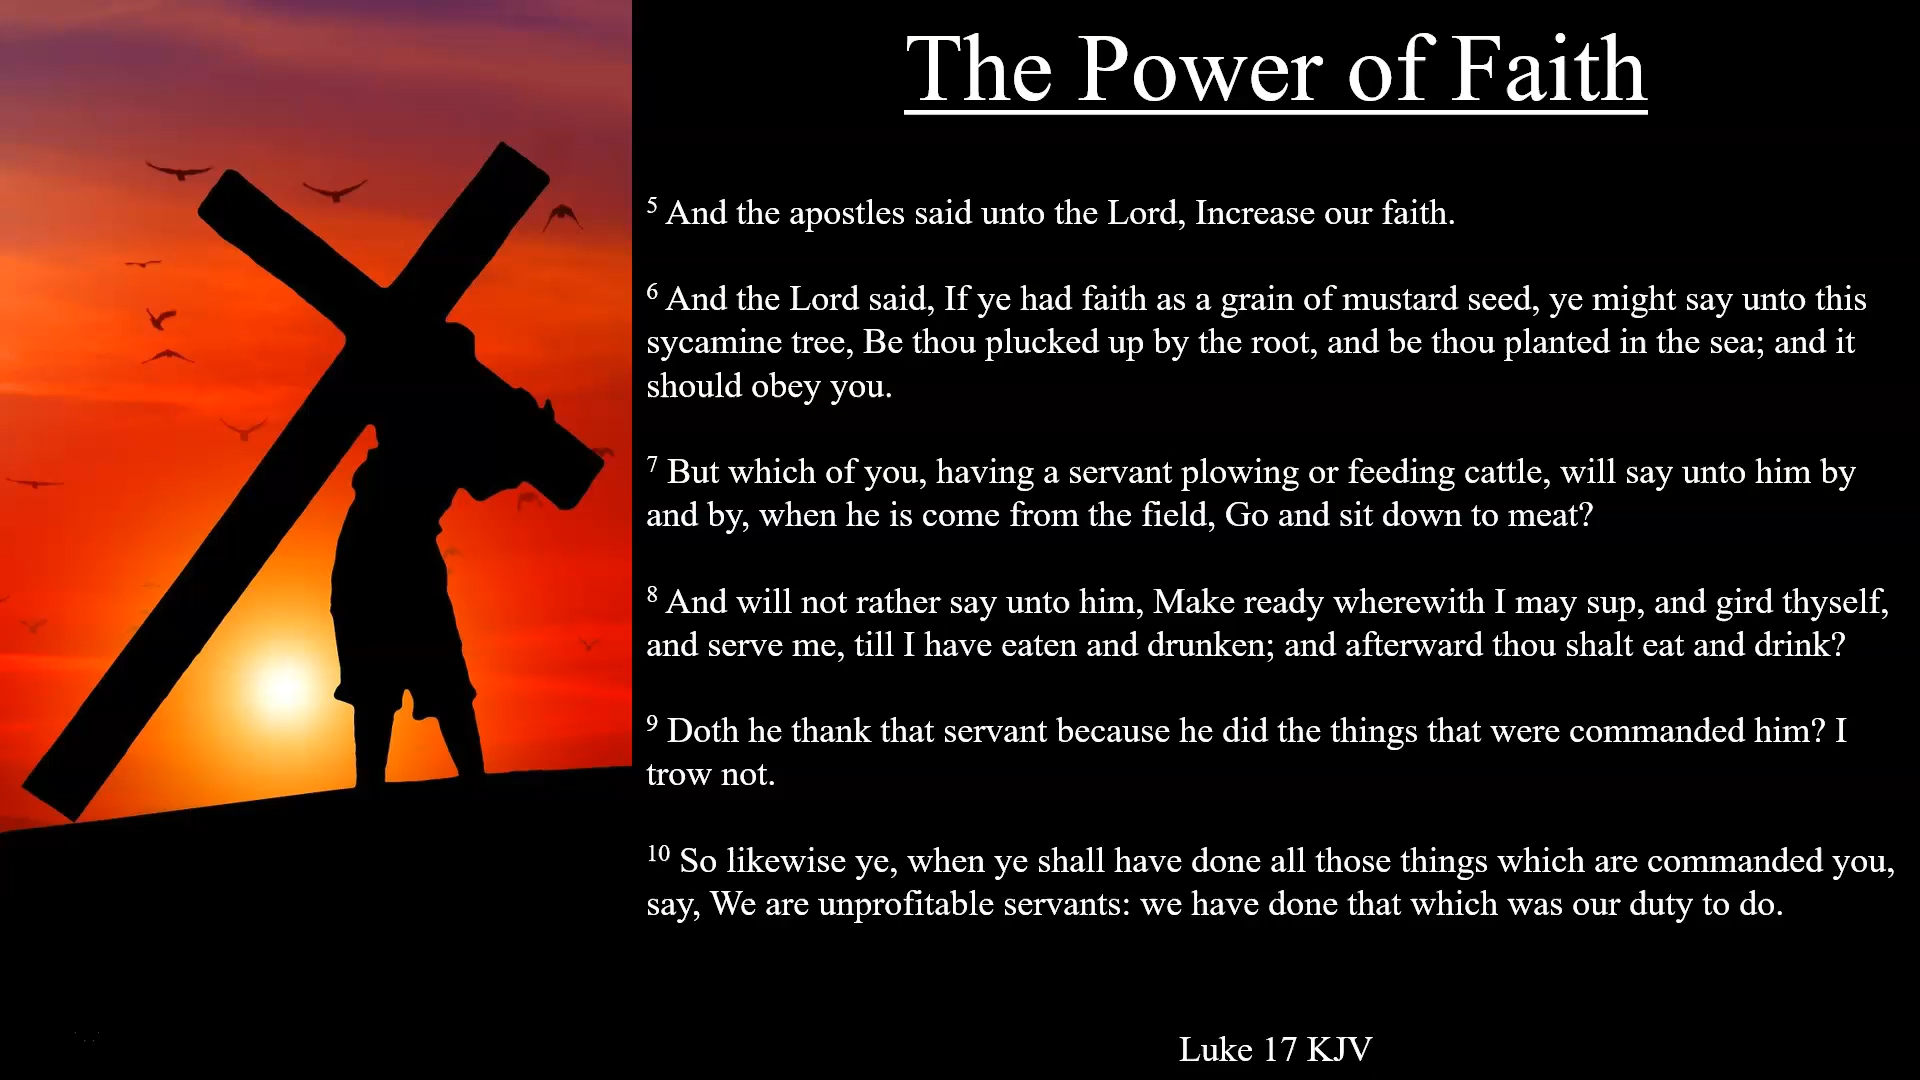 The Power of Faith
5 And the apostles said unto the Lord, Increase our faith.
6 And the Lord said, If ye had faith as a grain of mustard seed, ye might say unto this
sycamine tree, Be thou plucked up by the root, and be thou planted in the sea; and it
should obey you.
7 But which of you, having a servant plowing or feeding cattle, will say unto him by
and by, when he is come from the field, Go and sit down to meat?
8 And will not rather say unto him, Make ready wherewith I may sup, and gird thyself,
and serve me, till I have eaten and drunken; and afterward thou shalt eat and drink?
9 Doth he thank that servant because he did the things that were commanded him? I
trow not.
10 So likewise ye, when ye shall have done all those things which are commanded you,
say, We are unprofitable servants: we have done that which was our duty to do.
Luke 17 KJV